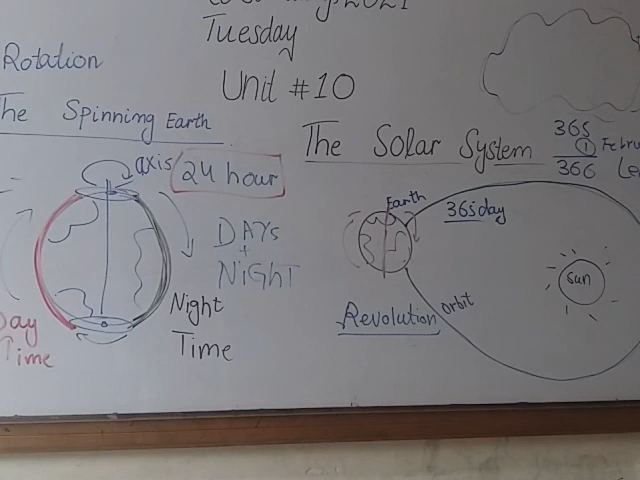 2021
Tuesday
Unit #10
Rotation
The Spinning Earth
axis/24 hour
DAYs
+
NiGHT
Day
Time
Night
Time
The Solar System
365
1
366
Earth
365day
Revolution
orbit
Sun